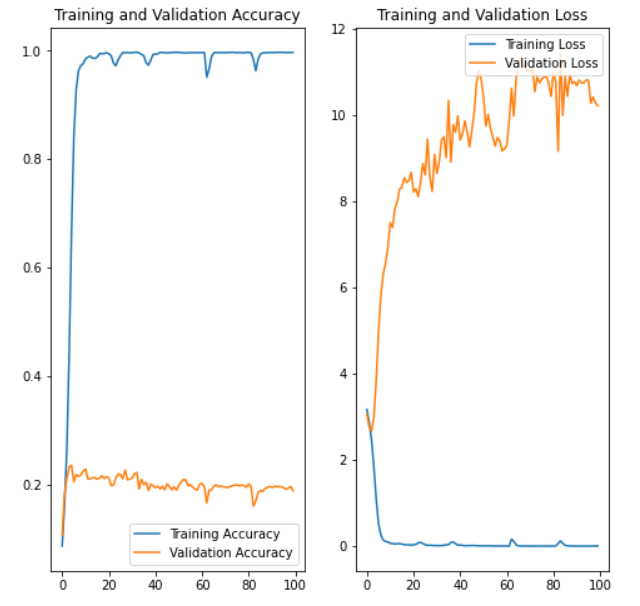 Training and Validation Accuracy
1.0
0.8
0.6
0.4
0.2
Training Accuracy
Validation Accuracy
0 20 40 60 80 100
Training and Validation Loss
12
10
8
6
4
2
0
Training Loss
Validation Loss
0 20 40 60 80 100